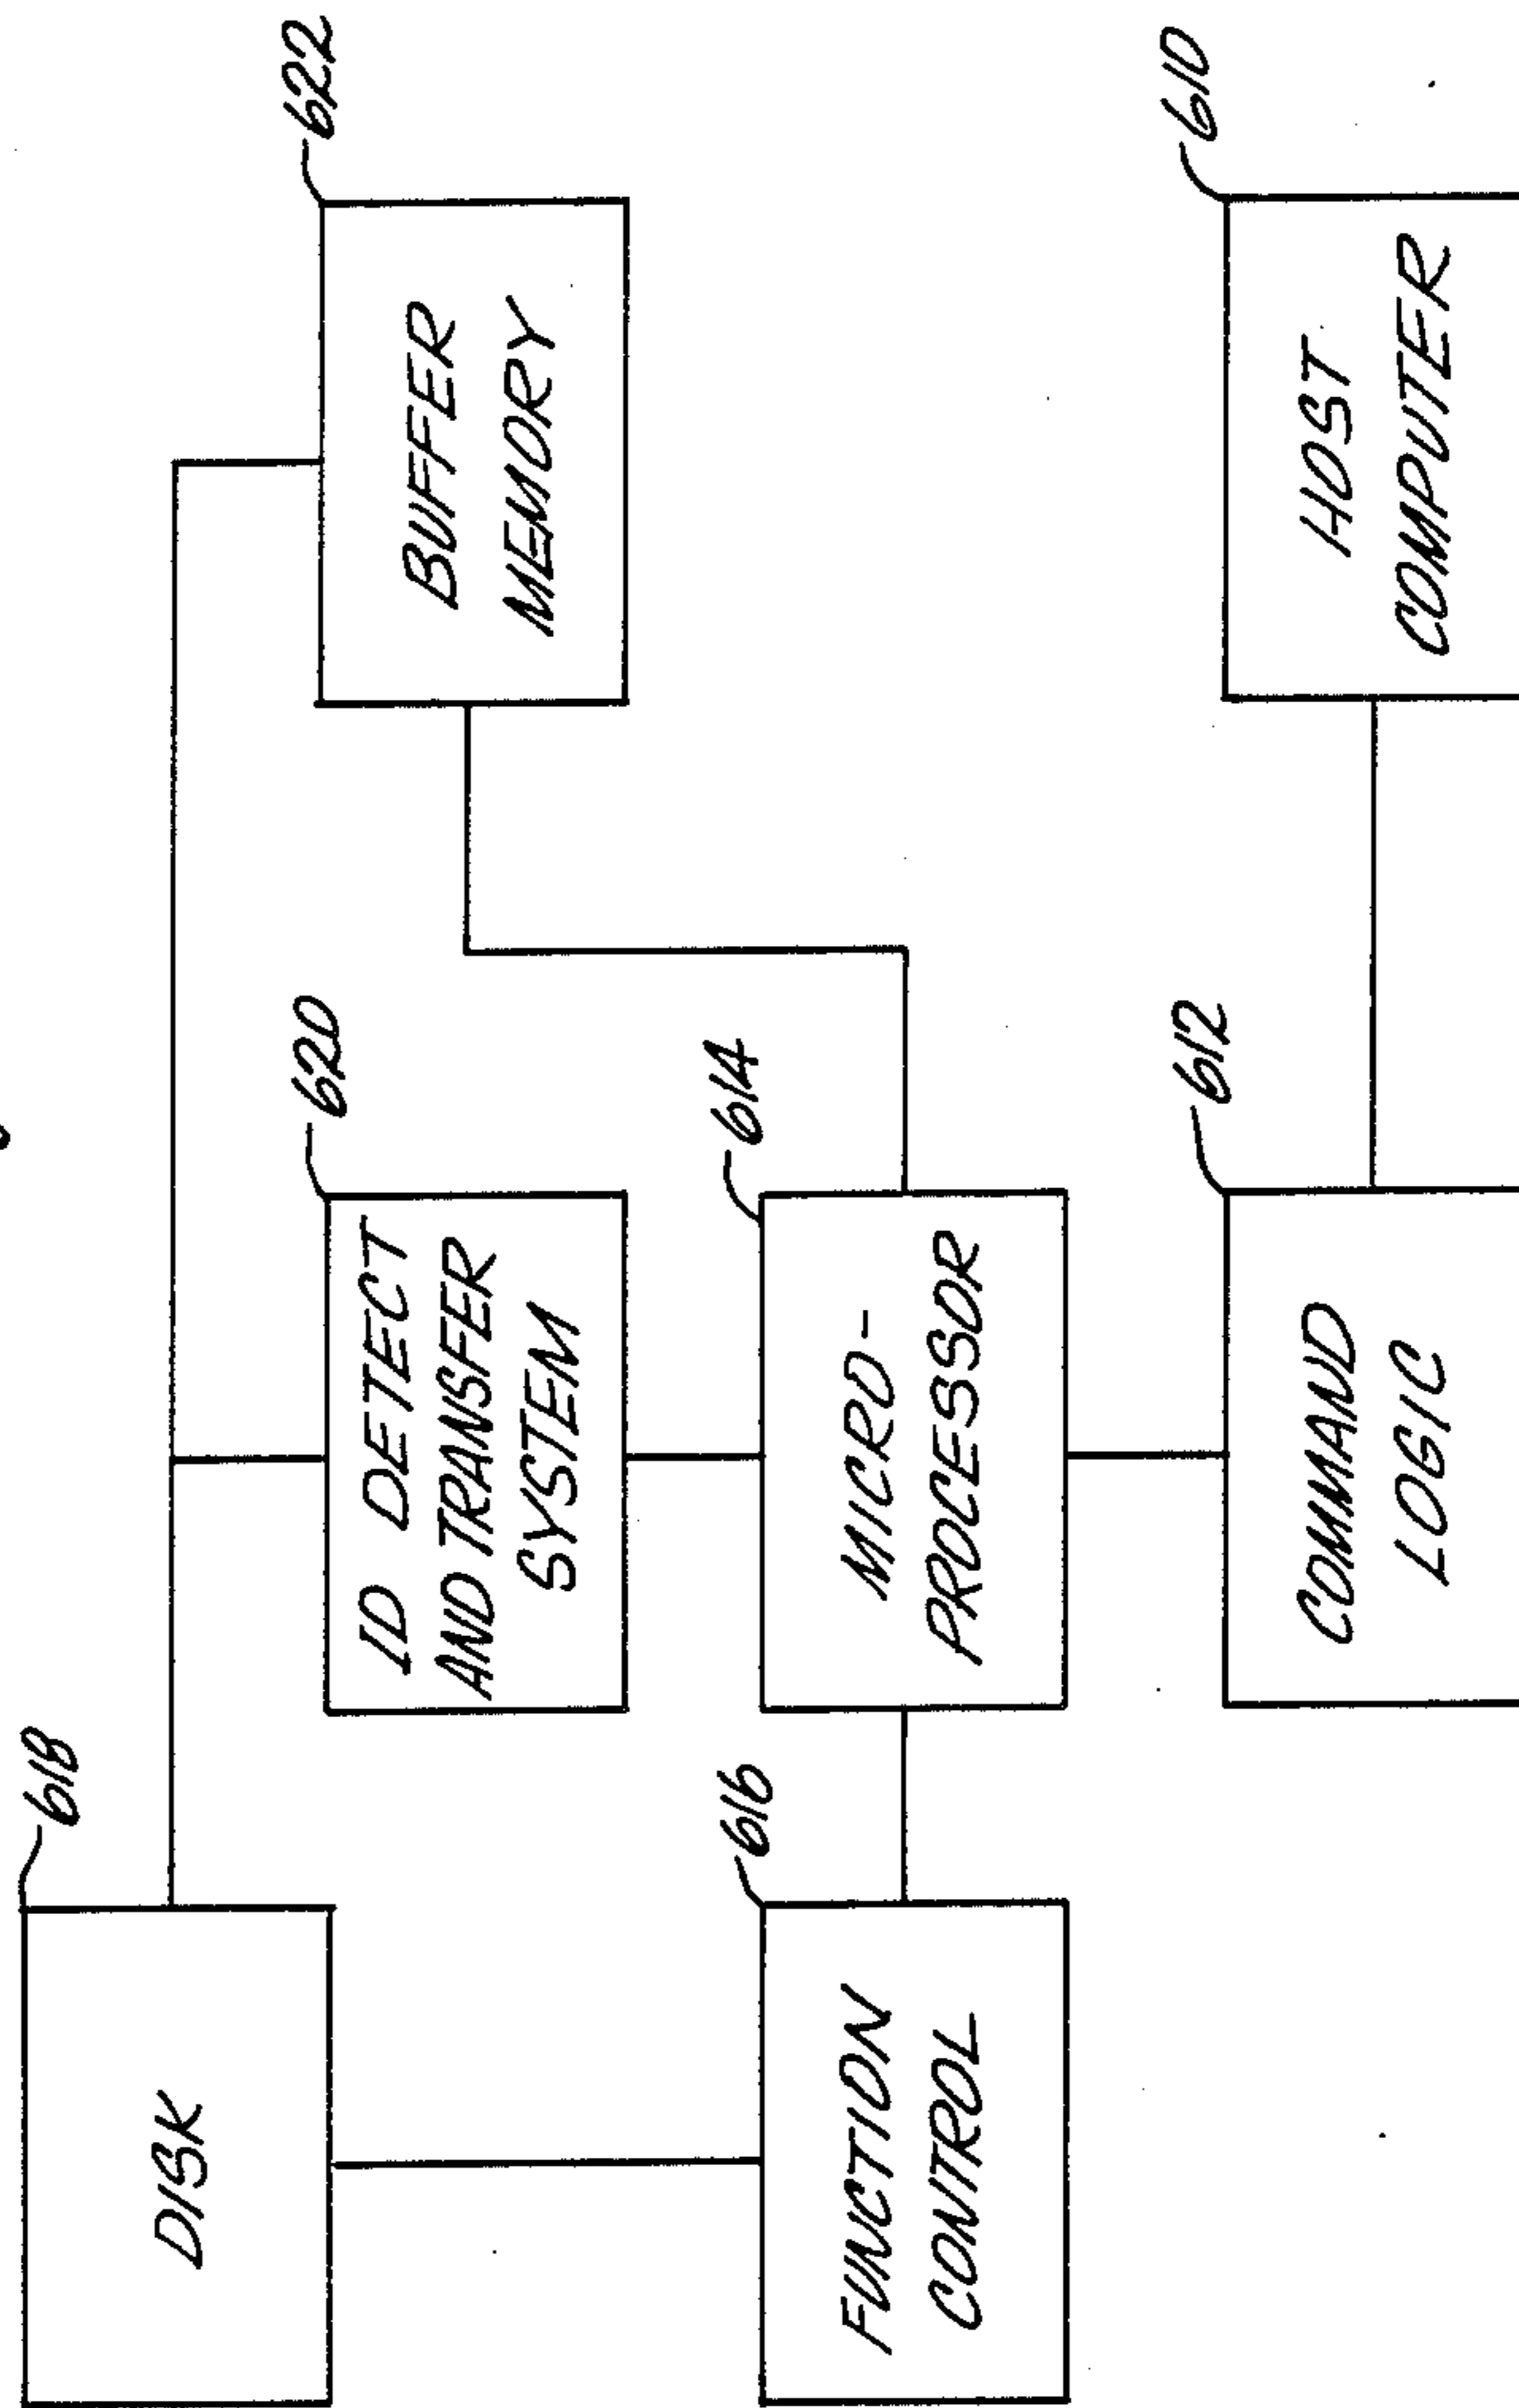 618
DISK
620
ID DETECT
AND TRANSFER
SYSTEM
622
BUFFER
MEMORY
616
FUNCTION
CONTROL
614
MICRO-
PROCESSOR
612
COMMAND
LOGIC
610
HOST
COMPUTER